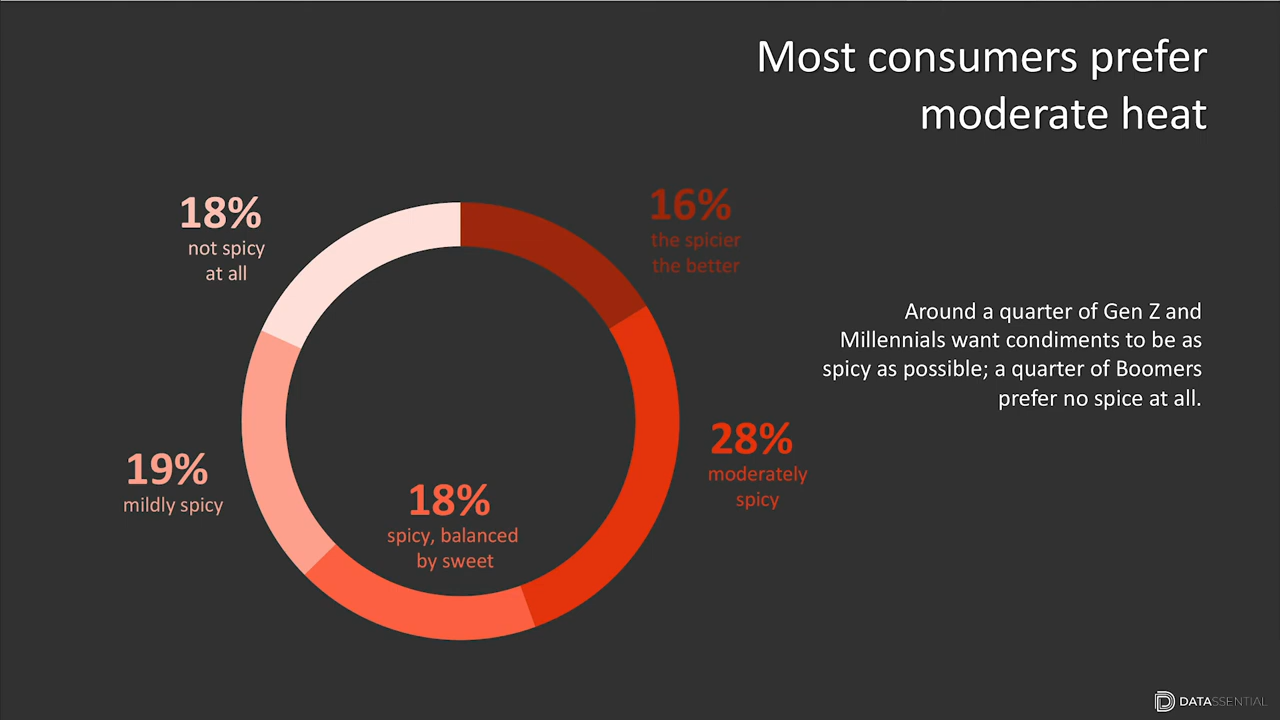 Most consumers prefer
moderate heat
18%
not spicy
at all
16%
the spicier
the better
Around a quarter of Gen Z and
Millennials want condiments to be as
spicy as possible; a quarter of Boomers
prefer no spice at all.
28%
moderately
spicy
19%
mildly spicy
18%
spicy, balanced
by sweet
DATASSENTIAL